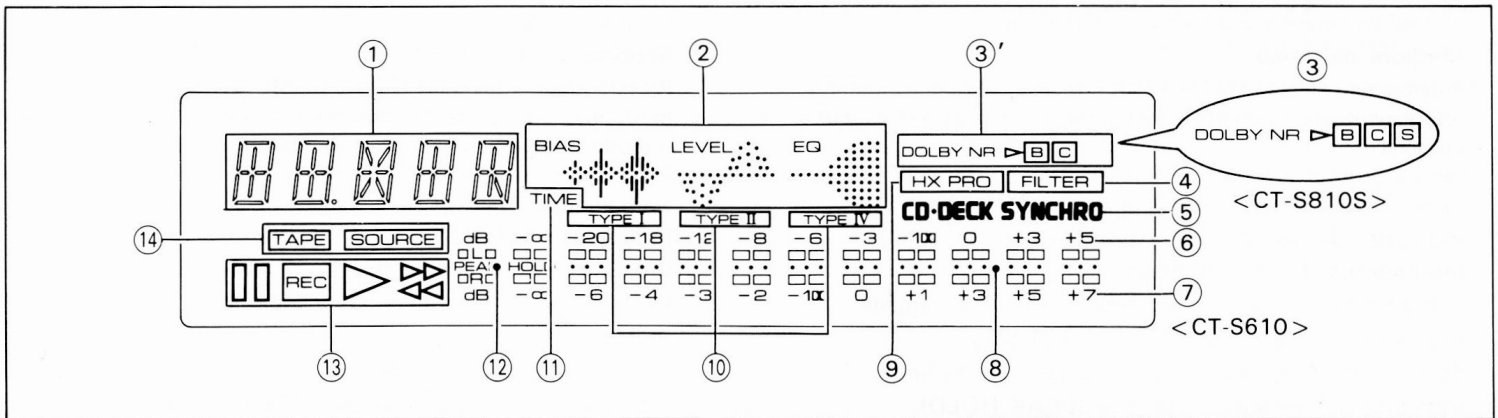 ① ② ③' ③
BIAS LEVEL EQ
DOLBY NR ▷ B C
DOLBY NR ▷ B C S
HX PRO FILTER ④
<CT-S810S>
TIME
CD·DECK SYNCHRO ⑤
TYPE I TYPE II TYPE IV
⑭ TAPE SOURCE
dB -∞ -20 -18 -12 -8 -6 -3 -1 0 +3 +5 ⑥
L
PEAK HOLD
REC
R
dB -∞ -6 -4 -3 -2 -1 0 +1 +3 +5 +7 ⑦
<CT-S610>
⑬ ⑫ ⑪ ⑩ ⑨ ⑧